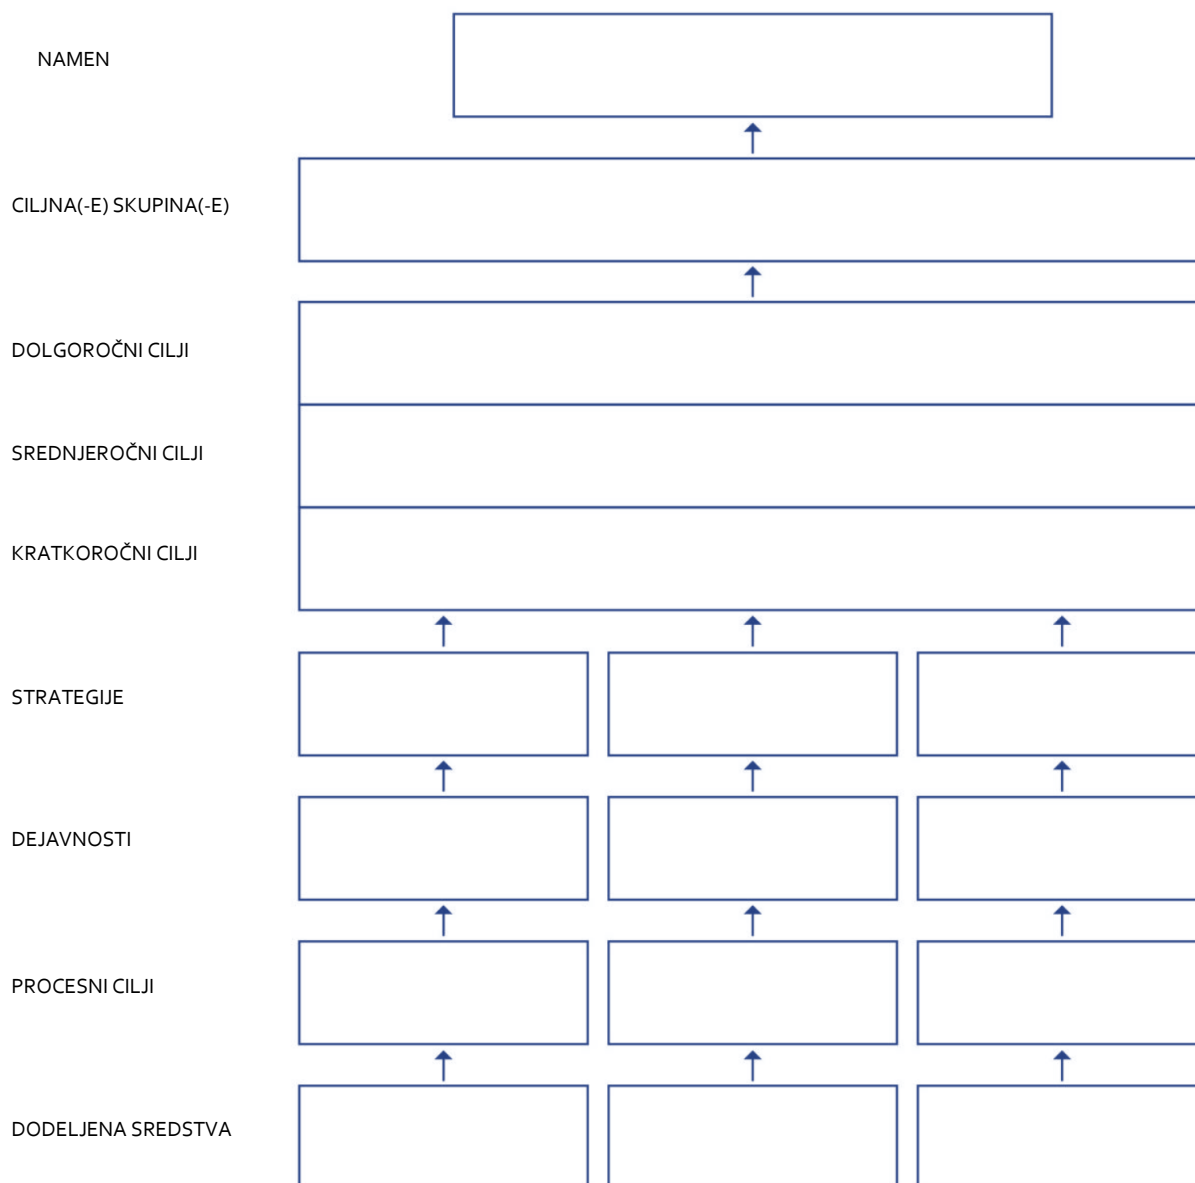 NAMEN
CILJNA(-E) SKUPINA(-E)
DOLGOROČNI CILJI
SREDNJEROČNI CILJI
KRATKOROČNI CILJI
STRATEGIJE
DEJAVNOSTI
PROCESNI CILJI
DODELJENA SREDSTVA